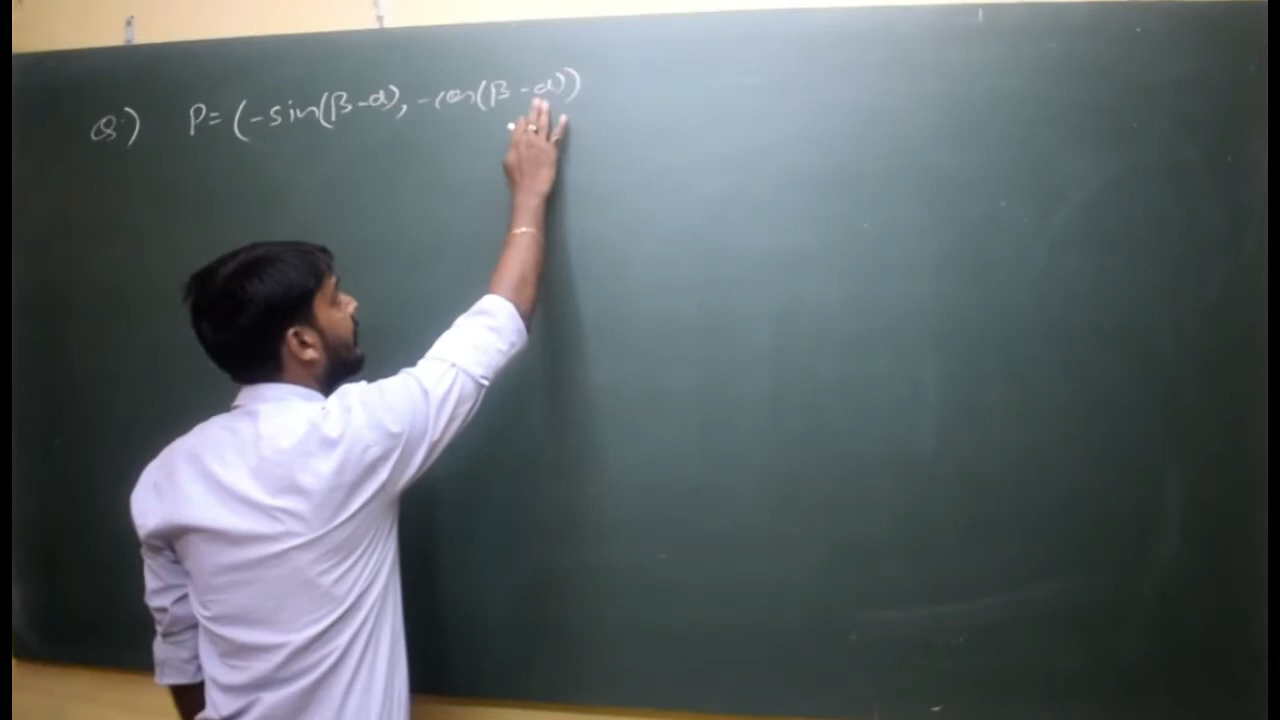 Q.) P = (-sin(β-α), -cos(β-α))